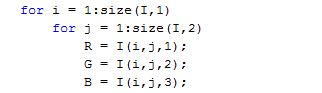 for i = 1:size(I,1)
for j = 1:size(I,2)
R = I(i,j,1);
G = I(i,j,2);
B = I(i,j,3);